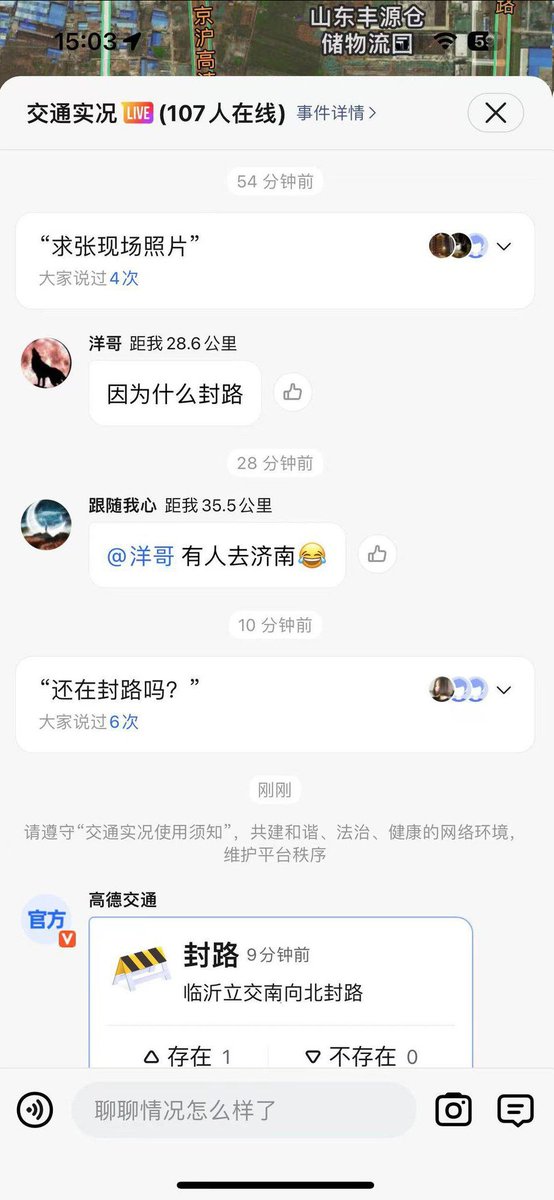 京沪高速
山东丰源仓
储物流园
路
15:03
交通实况 LIVE (107人在线) 事件详情
54 分钟前
“求张现场照片”
大家说过4次
洋哥 距我28.6公里
因为什么封路
28 分钟前
跟随我心 距我35.5公里
@洋哥 有人去济南😂
10 分钟前
“还在封路吗？”
大家说过6次
刚刚
请遵守“交通实况使用须知”，共建和谐、法治、健康的网络环境，
维护平台秩序
官方
高德交通
封路 9分钟前
临沂立交南向北封路
存在 1 不存在 0
聊聊情况怎么样了